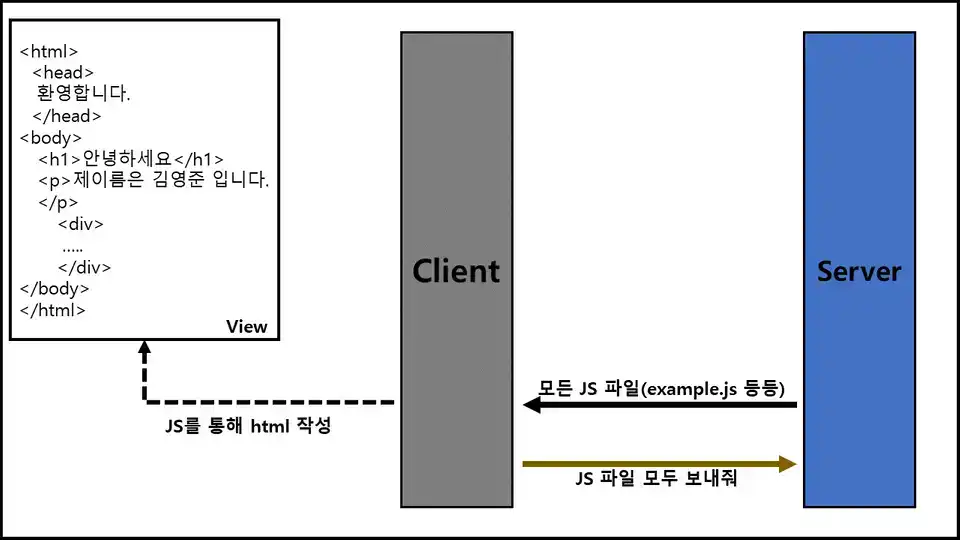 <html>
<head>
환영합니다.
</head>
<body>
<h1>안녕하세요</h1>
<p>제이름은 김영준 입니다.
</p>
<div>
.....
</div>
</body>
</html>
View
Client
Server
모든 JS 파일(example.js 등등)
JS를 통해 html 작성
JS 파일 모두 보내줘